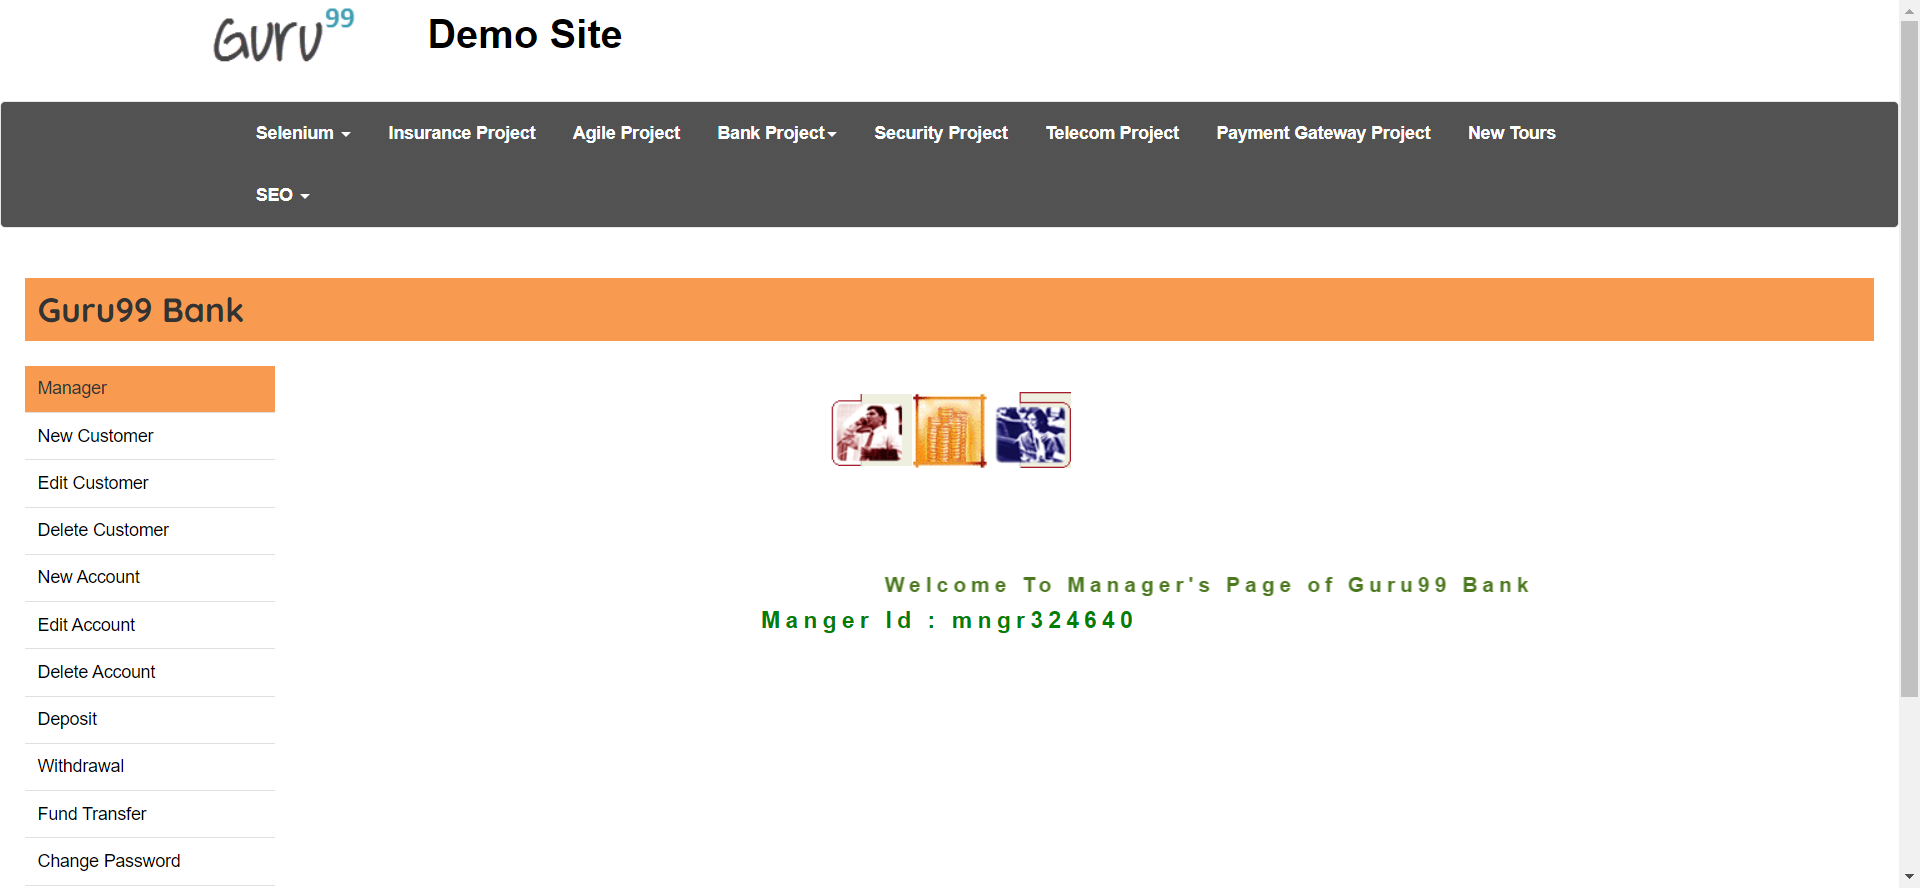 Guru99
Demo Site
Selenium
Insurance Project
Agile Project
Bank Project
Security Project
Telecom Project
Payment Gateway Project
New Tours
SEO
Guru99 Bank
Manager
New Customer
Edit Customer
Delete Customer
New Account
Edit Account
Delete Account
Deposit
Withdrawal
Fund Transfer
Change Password
Welcome To Manager's Page of Guru99 Bank
Manger Id : mngr324640